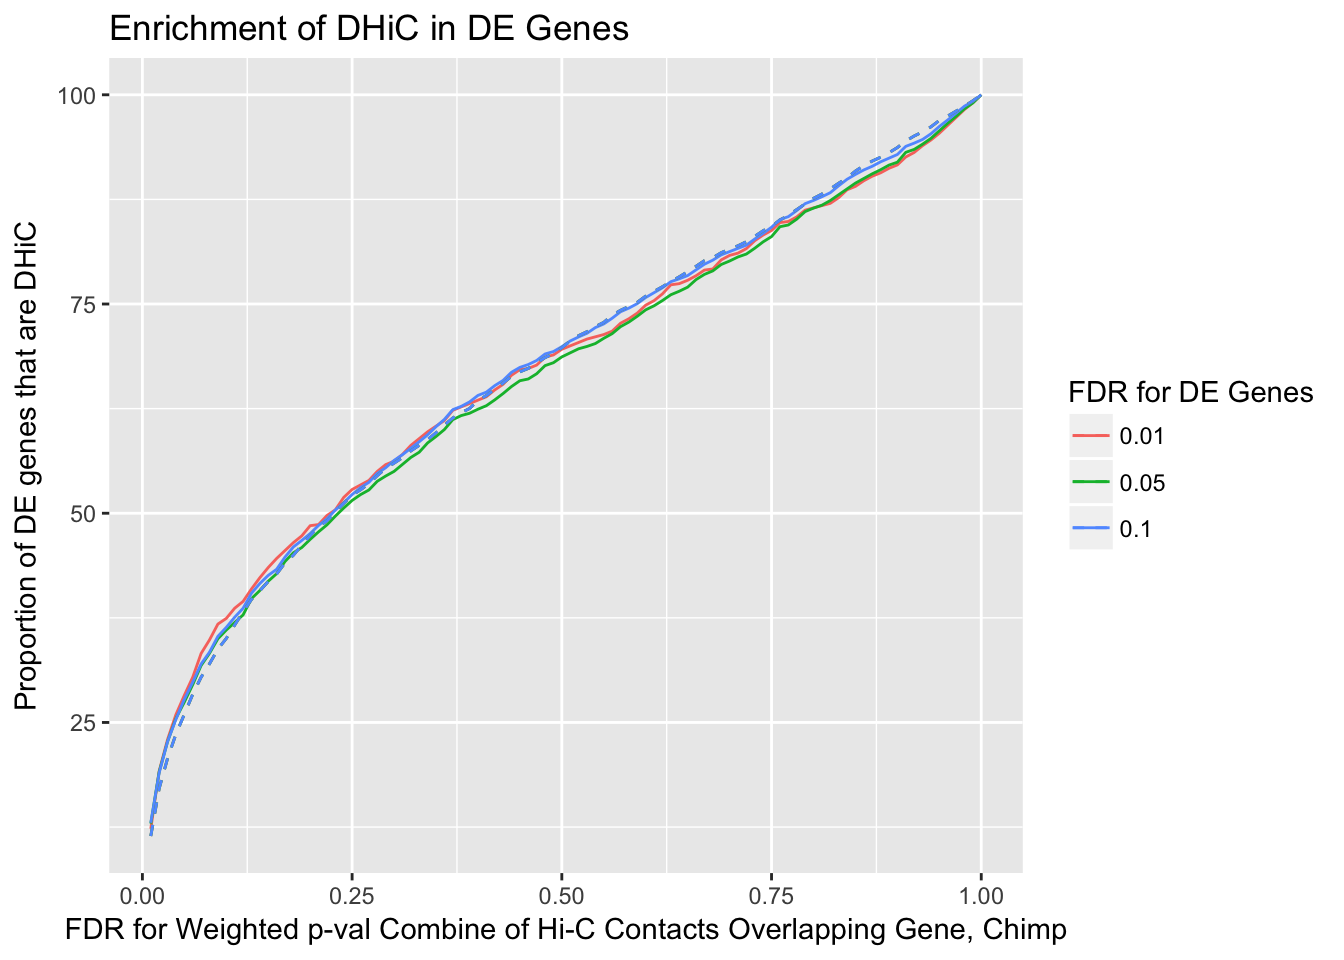 Enrichment of DHiC in DE Genes
Proportion of DE genes that are DHiC
100
75
50
25
0.00 0.25 0.50 0.75 1.00
FDR for Weighted p-val Combine of Hi-C Contacts Overlapping Gene, Chimp
FDR for DE Genes
0.01
0.05
0.1